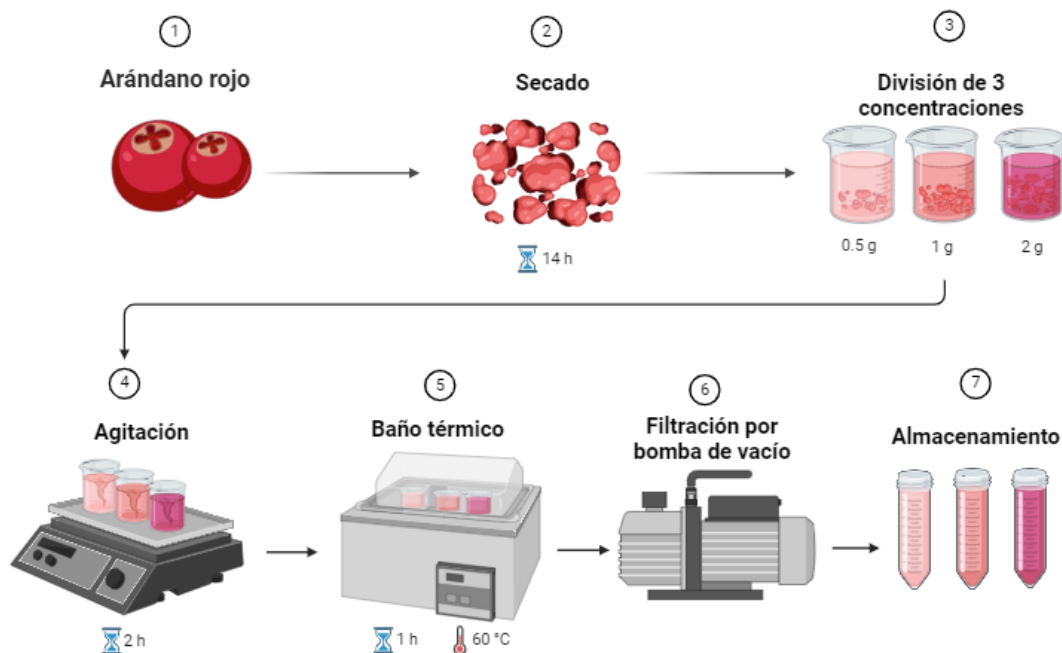 1
Arándano rojo
2
Secado
14 h
3
División de 3
concentraciones
0.5 g
1 g
2 g
4
Agitación
2 h
5
Baño térmico
1 h
60 °C
6
Filtración por
bomba de vacío
7
Almacenamiento